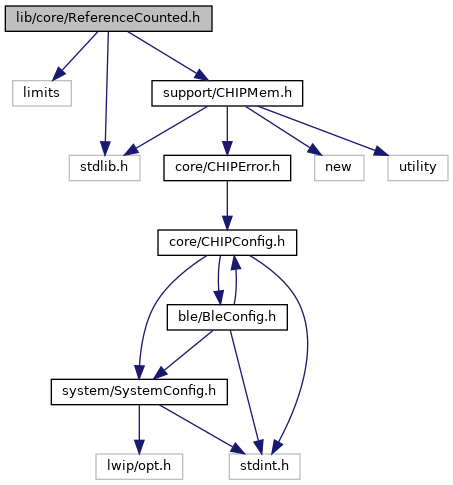 lib/core/ReferenceCounted.h
limits
support/CHIPMem.h
stdlib.h
core/CHIPError.h
new
utility
core/CHIPConfig.h
ble/BleConfig.h
system/SystemConfig.h
lwip/opt.h
stdint.h